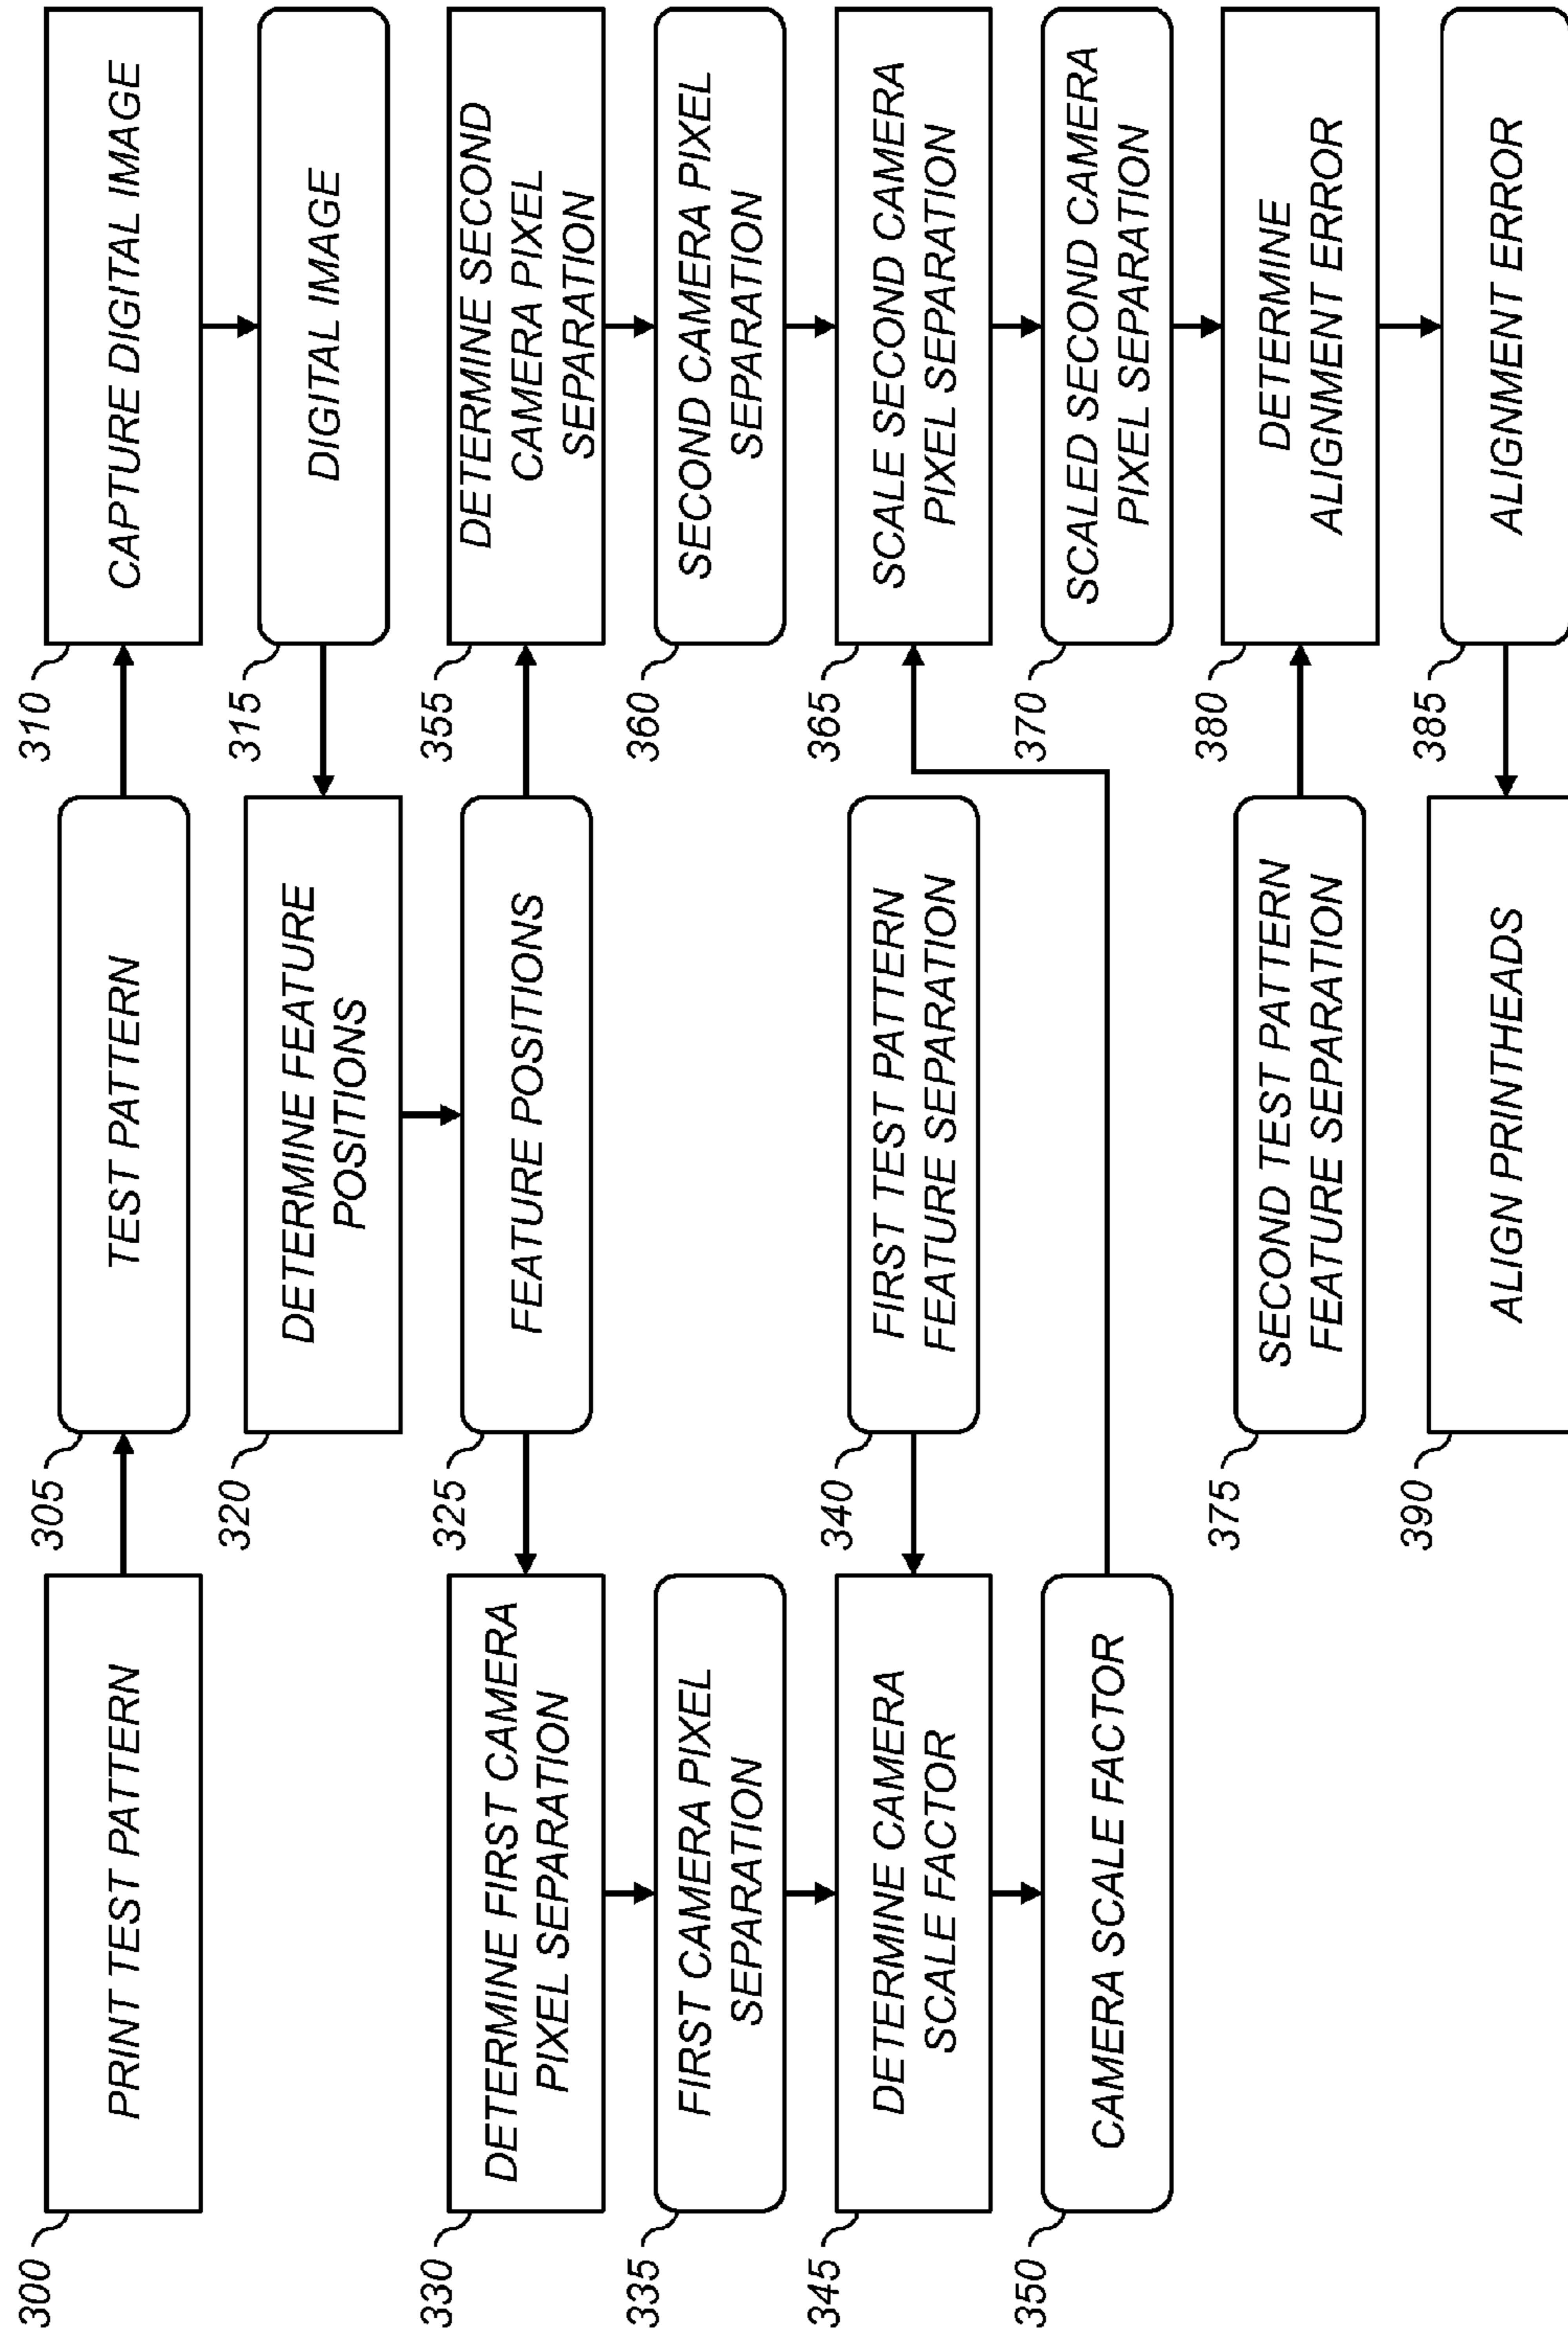 300
PRINT TEST PATTERN
305
TEST PATTERN
310
CAPTURE DIGITAL IMAGE
315
DIGITAL IMAGE
320
DETERMINE FEATURE
POSITIONS
325
FEATURE POSITIONS
330
DETERMINE FIRST CAMERA
PIXEL SEPARATION
335
FIRST CAMERA PIXEL
SEPARATION
340
FIRST TEST PATTERN
FEATURE SEPARATION
345
DETERMINE CAMERA
SCALE FACTOR
350
CAMERA SCALE FACTOR
355
DETERMINE SECOND
CAMERA PIXEL
SEPARATION
360
SECOND CAMERA PIXEL
SEPARATION
365
SCALE SECOND CAMERA
PIXEL SEPARATION
370
SCALED SECOND CAMERA
PIXEL SEPARATION
375
SECOND TEST PATTERN
FEATURE SEPARATION
380
DETERMINE
ALIGNMENT ERROR
385
ALIGNMENT ERROR
390
ALIGN PRINTHEADS